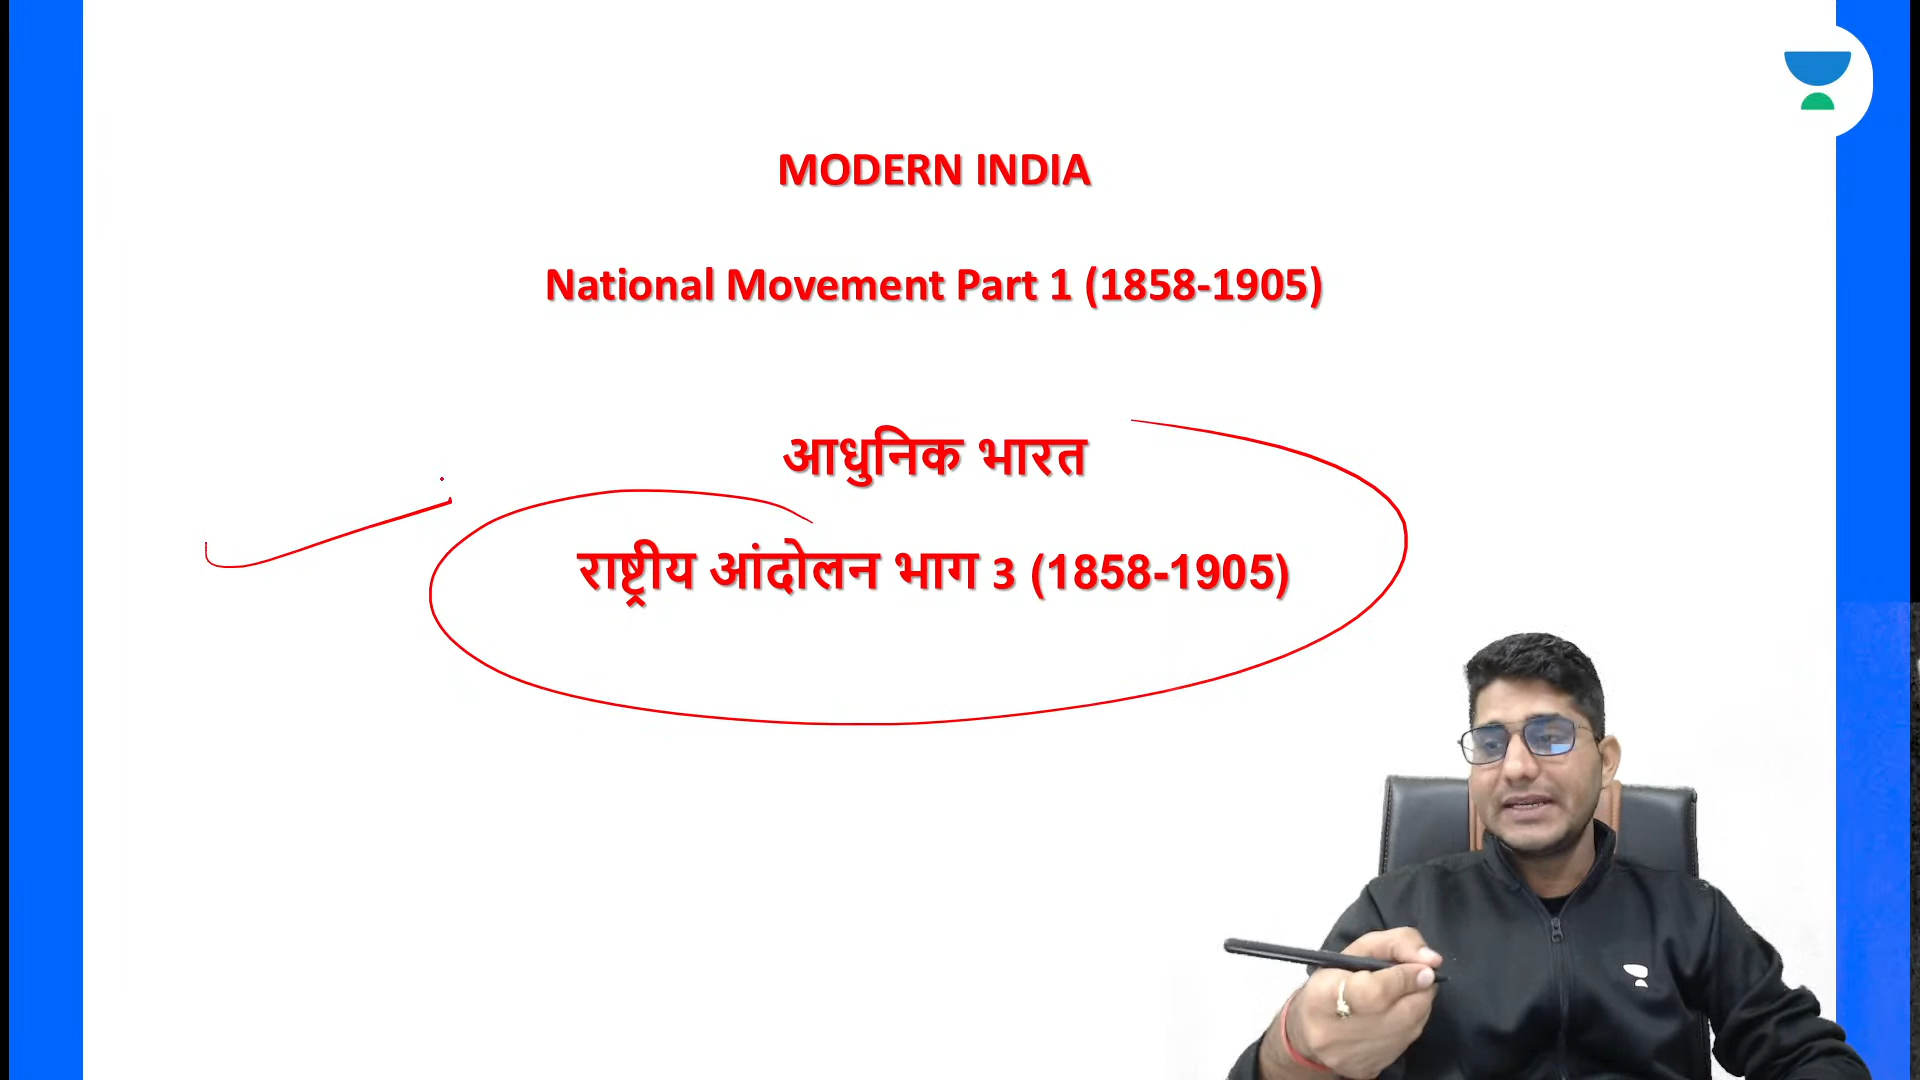 MODERN INDIA
National Movement Part 1 (1858-1905)
आधुनिक भारत
राष्ट्रीय आंदोलन भाग 3 (1858-1905)